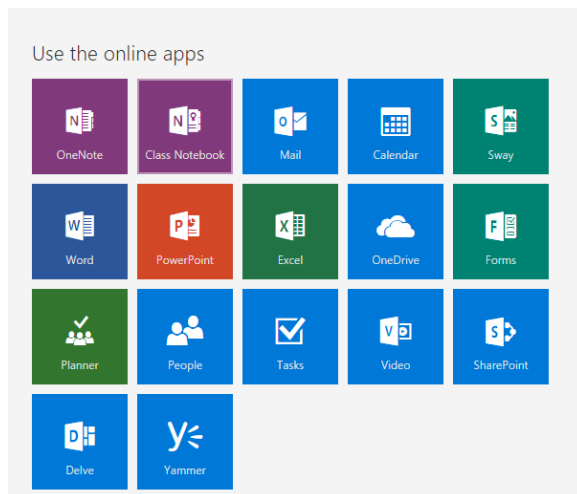 Use the online apps
N N O S
OneNote Class Notebook Mail Calendar Sway
W P X F
Word PowerPoint Excel OneDrive Forms
V S
Planner People Tasks Video SharePoint
D y
Delve Yammer